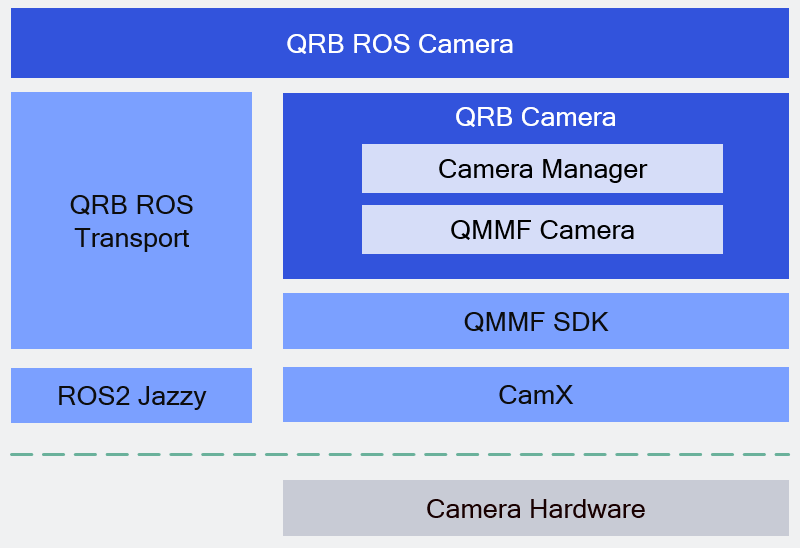 QRB ROS Camera
QRB ROS
Transport
QRB Camera
Camera Manager
QMMF Camera
QMMF SDK
ROS2 Jazzy
CamX
Camera Hardware